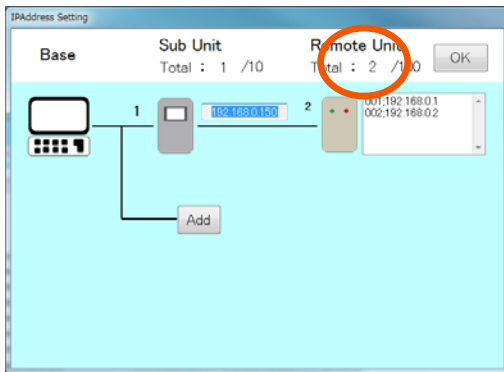 IPAddress Setting
Base
Sub Unit
Total : 1 /10
Remote Unit
Total : 2 /100
OK
1
192.168.0.150
2
001;192.168.0.1
002;192.168.0.2
Add